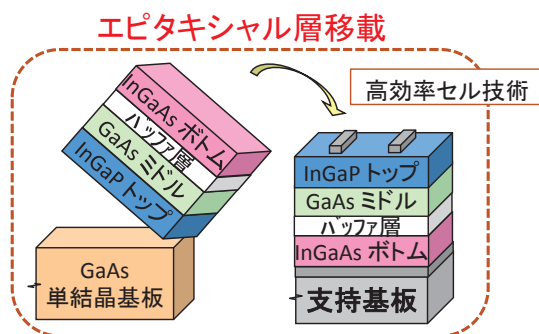 エピタキシャル層移載
高効率セル技術
InGaAs ボトム
バッファ層
GaAs ミドル
InGaP トップ
GaAs
単結晶基板
InGaP トップ
GaAs ミドル
バッファ層
InGaAs ボトム
支持基板